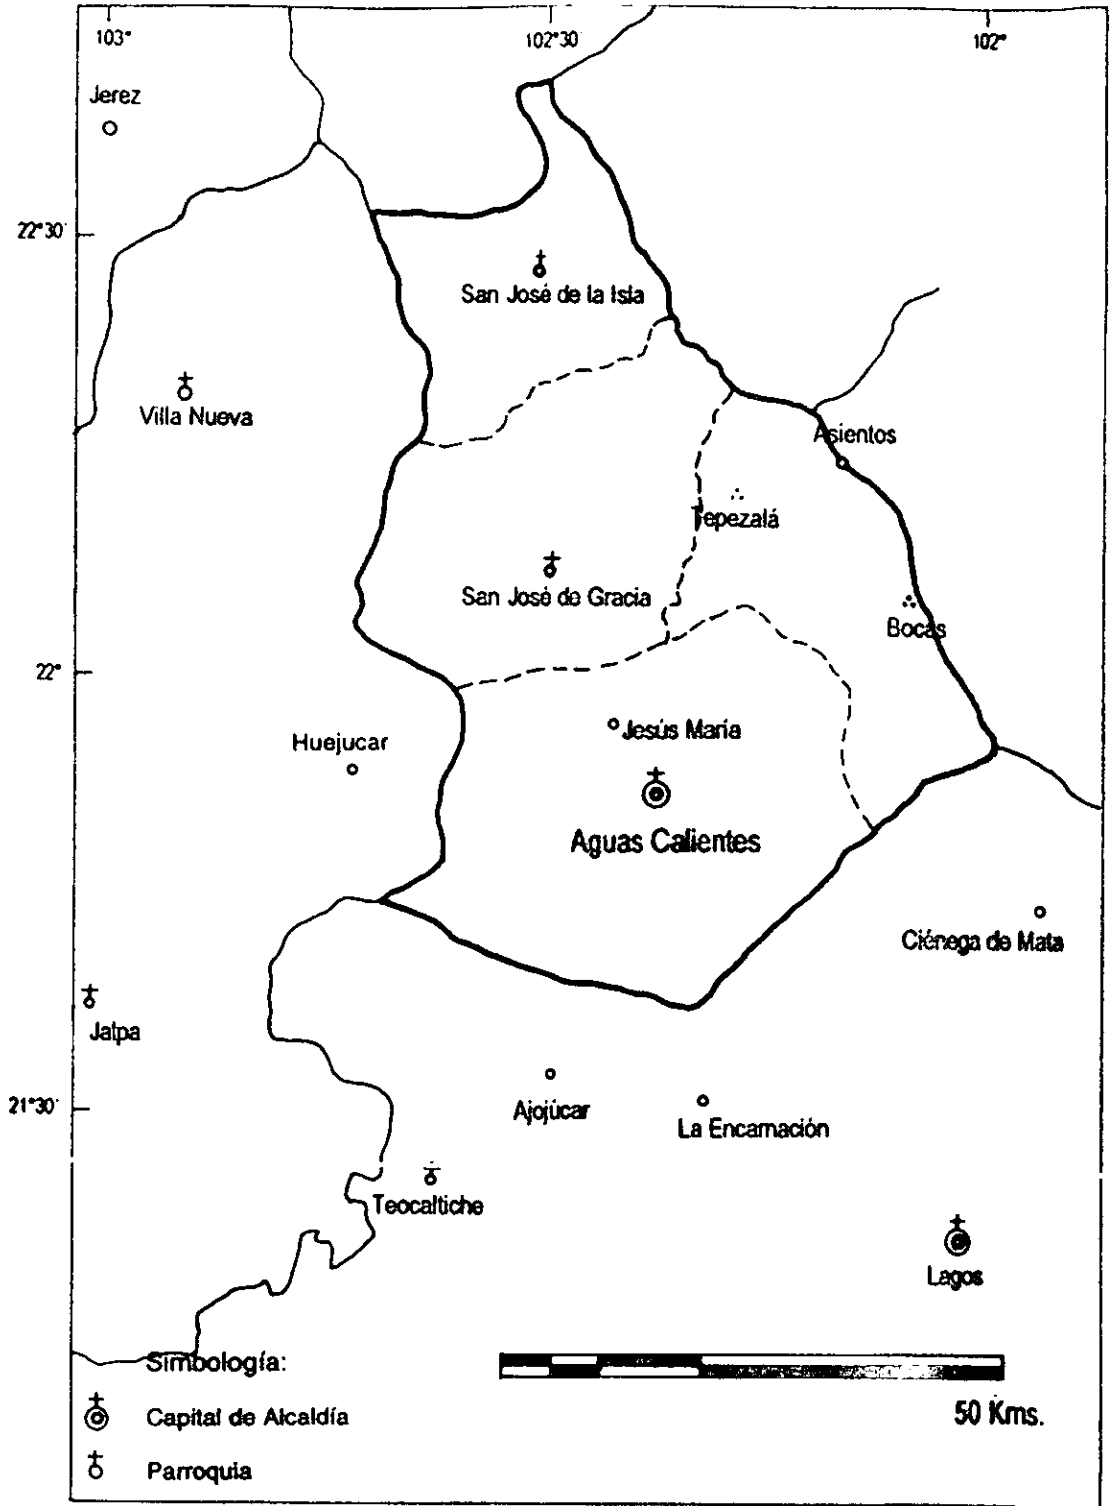 103°
102°30'
102°
Jerez
22°30'
San José de la Isla
Villa Nueva
Asientos
Tepezalá
San José de Gracia
Bocas
22°
Jesús María
Huejucar
Aguas Calientes
Ciénega de Mata
Jalpa
21°30'
Ajojúcar
La Encarnación
Teocaltiche
Lagos
Simbología:
50 Kms.
Capital de Alcaldía
Parroquia